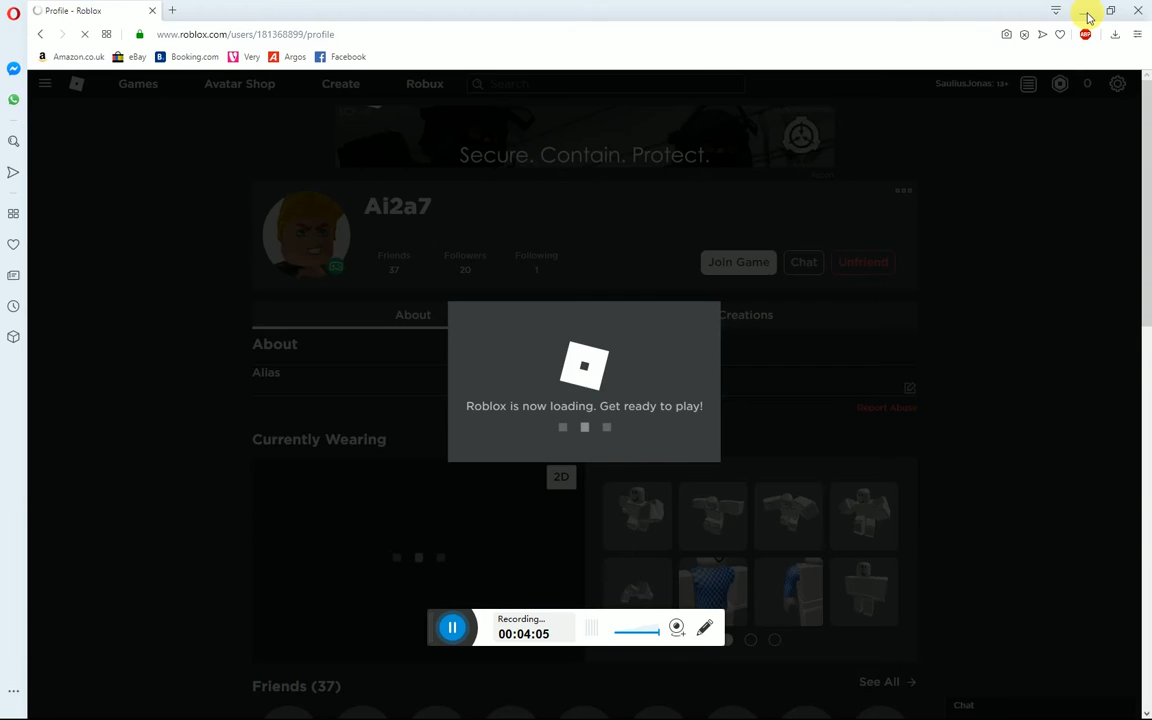 Profile - Roblox
www.roblox.com/users/181368899/profile
ABP
Amazon.co.uk eBay Booking.com Very Argos Facebook
Games Avatar Shop Create Robux Search SauliusJonas: 13+ 0
Secure. Contain. Protect.
Ai2a7
Friends Followers Following
37 20 1
Join Game Chat Unfriend
About Creations
About
Alias
Report Abuse
Roblox is now loading. Get ready to play!
Currently Wearing
2D
Recording...
00:04:05
Friends (37) See All
Chat